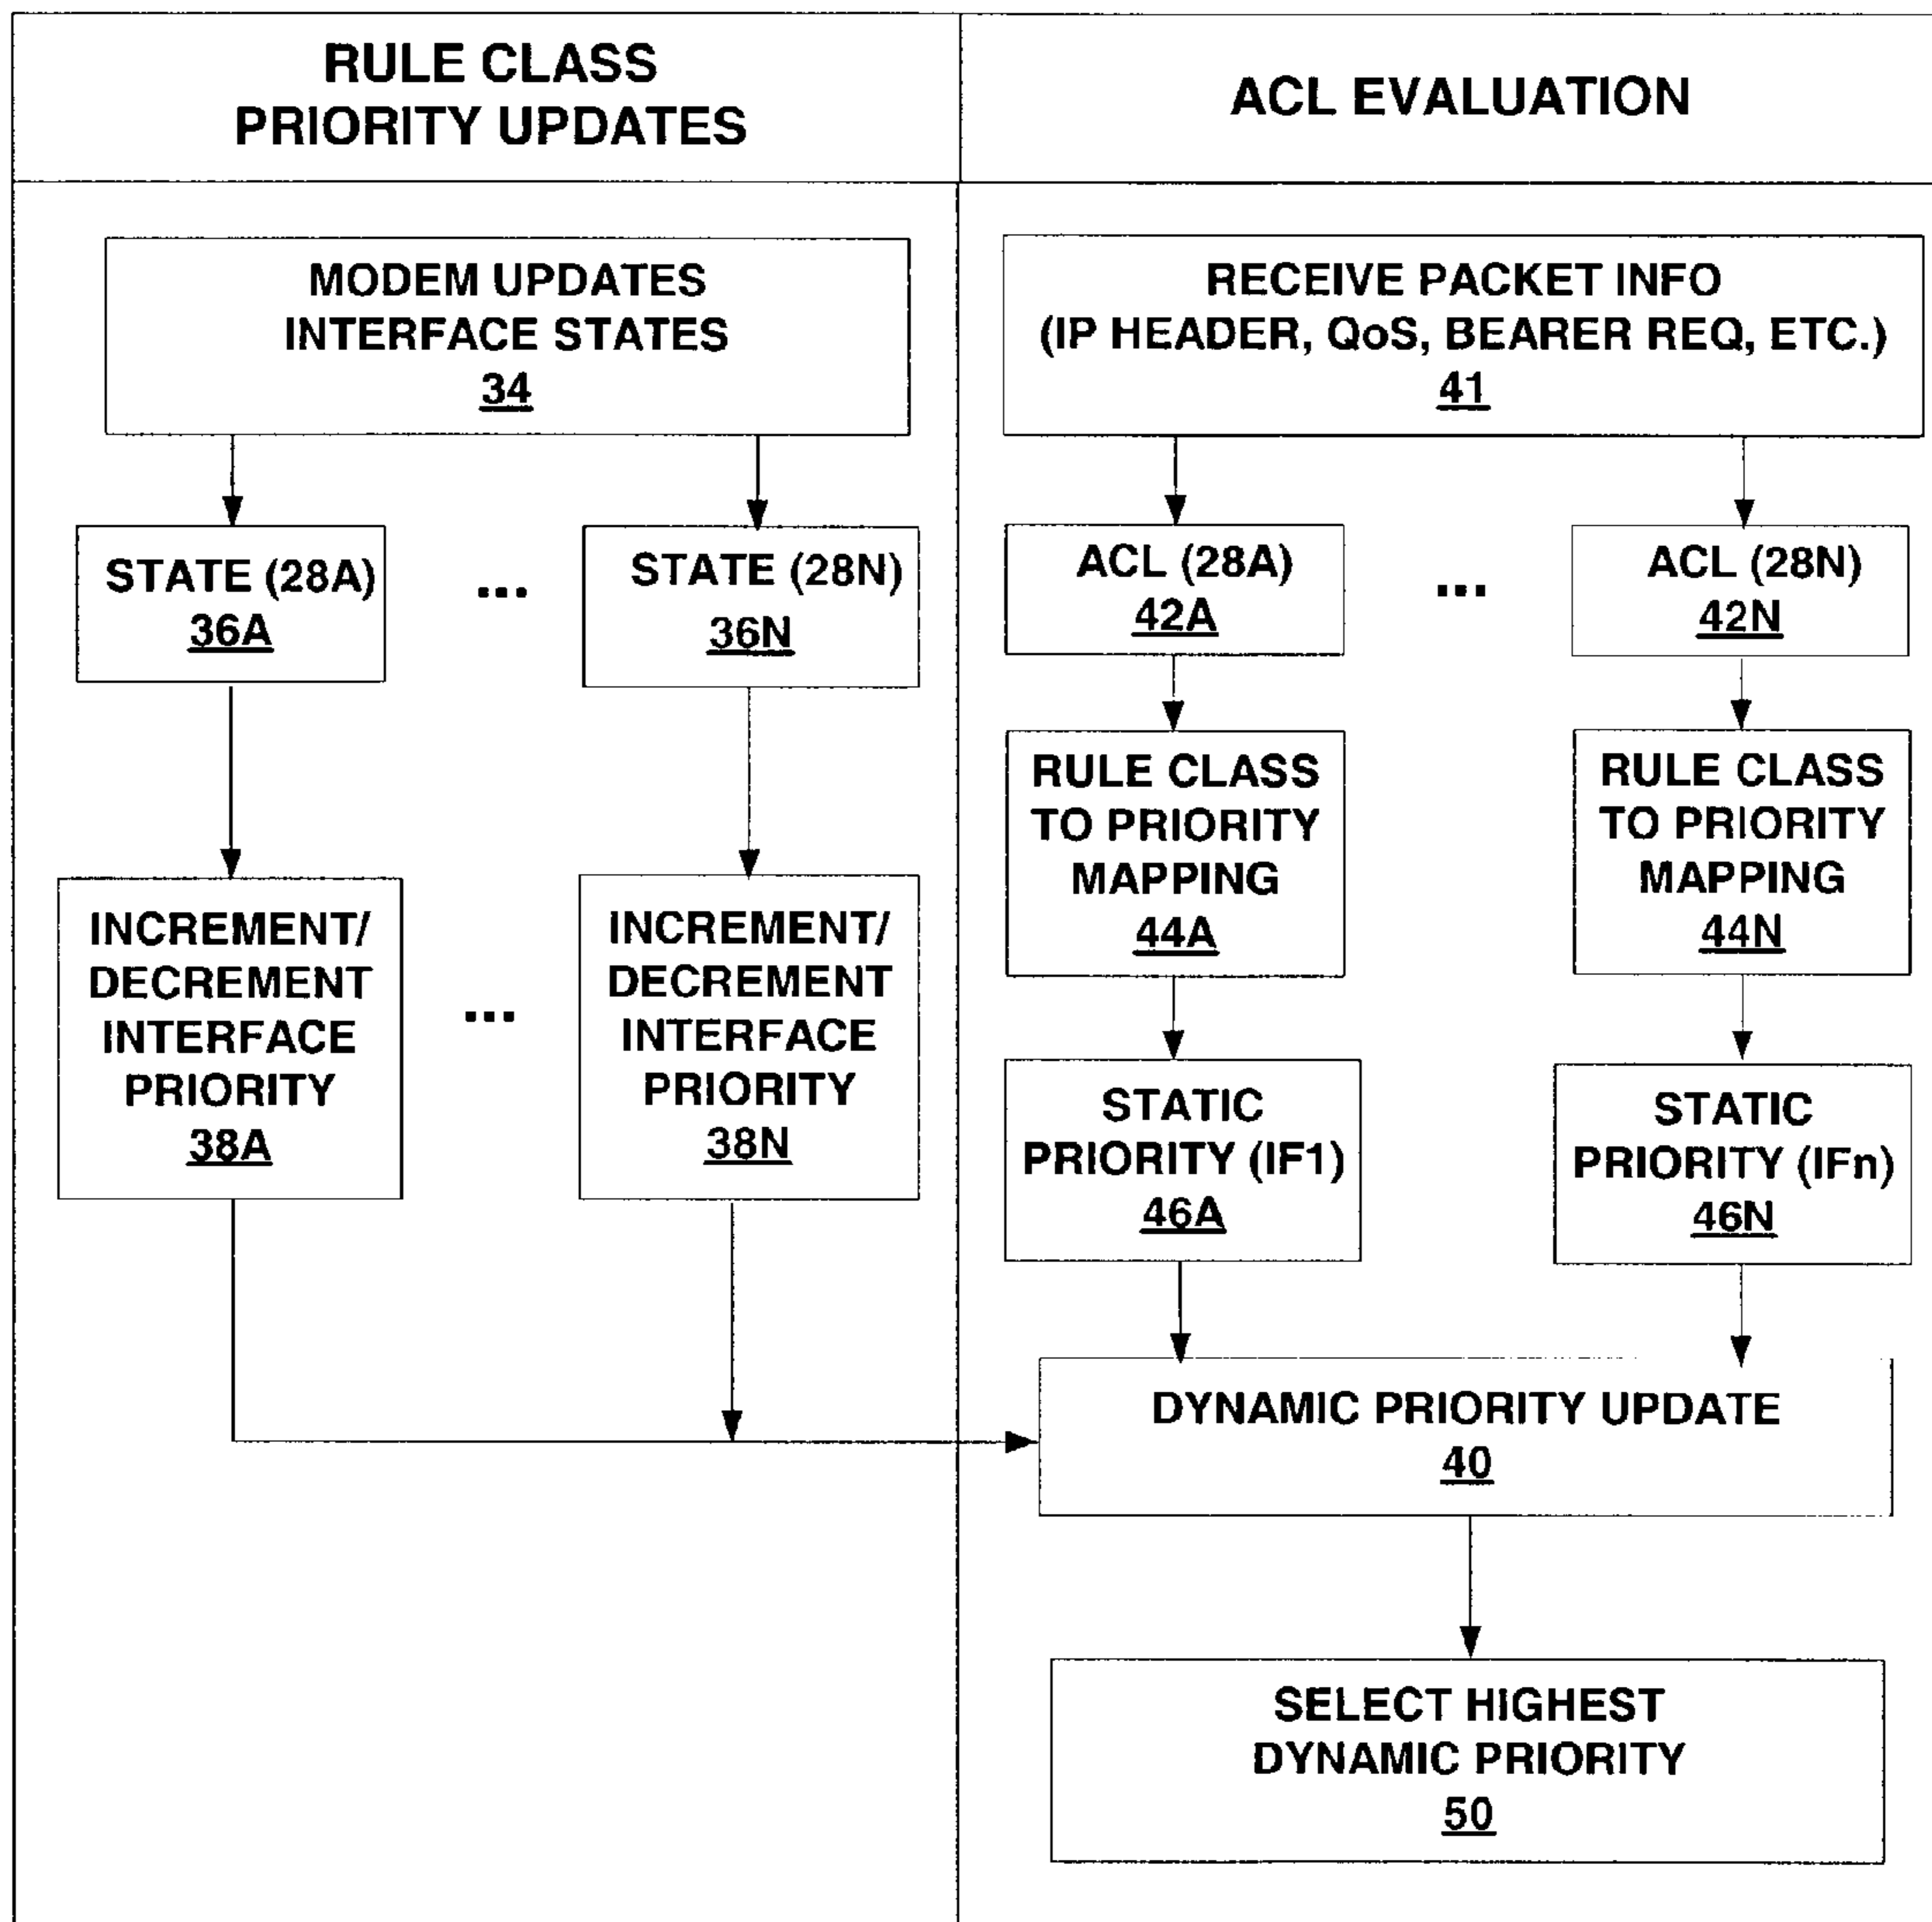 RULE CLASS
PRIORITY UPDATES
ACL EVALUATION
MODEM UPDATES
INTERFACE STATES
34
STATE (28A)
36A
...
STATE (28N)
36N
INCREMENT/
DECREMENT
INTERFACE
PRIORITY
38A
...
INCREMENT/
DECREMENT
INTERFACE
PRIORITY
38N
RECEIVE PACKET INFO
(IP HEADER, QoS, BEARER REQ, ETC.)
41
ACL (28A)
42A
...
ACL (28N)
42N
RULE CLASS
TO PRIORITY
MAPPING
44A
RULE CLASS
TO PRIORITY
MAPPING
44N
STATIC
PRIORITY (IF1)
46A
STATIC
PRIORITY (IFn)
46N
DYNAMIC PRIORITY UPDATE
40
SELECT HIGHEST
DYNAMIC PRIORITY
50